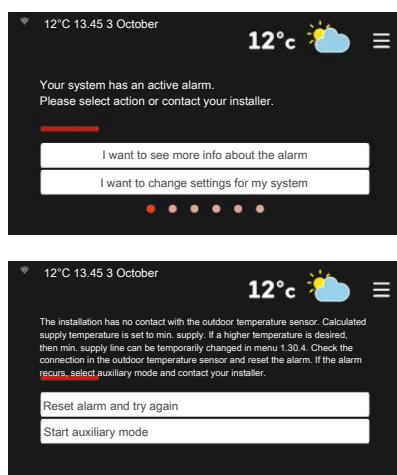 12°C 13.45 3 October
12°c
Your system has an active alarm.
Please select action or contact your installer.
I want to see more info about the alarm
I want to change settings for my system
12°C 13.45 3 October
12°c
The installation has no contact with the outdoor temperature sensor. Calculated
supply temperature is set to min. supply. If a higher temperature is desired,
then min. supply line can be temporarily changed in menu 1.30.4. Check the
connection in the outdoor temperature sensor and reset the alarm. If the alarm
recurs, select auxiliary mode and contact your installer.
Reset alarm and try again
Start auxiliary mode